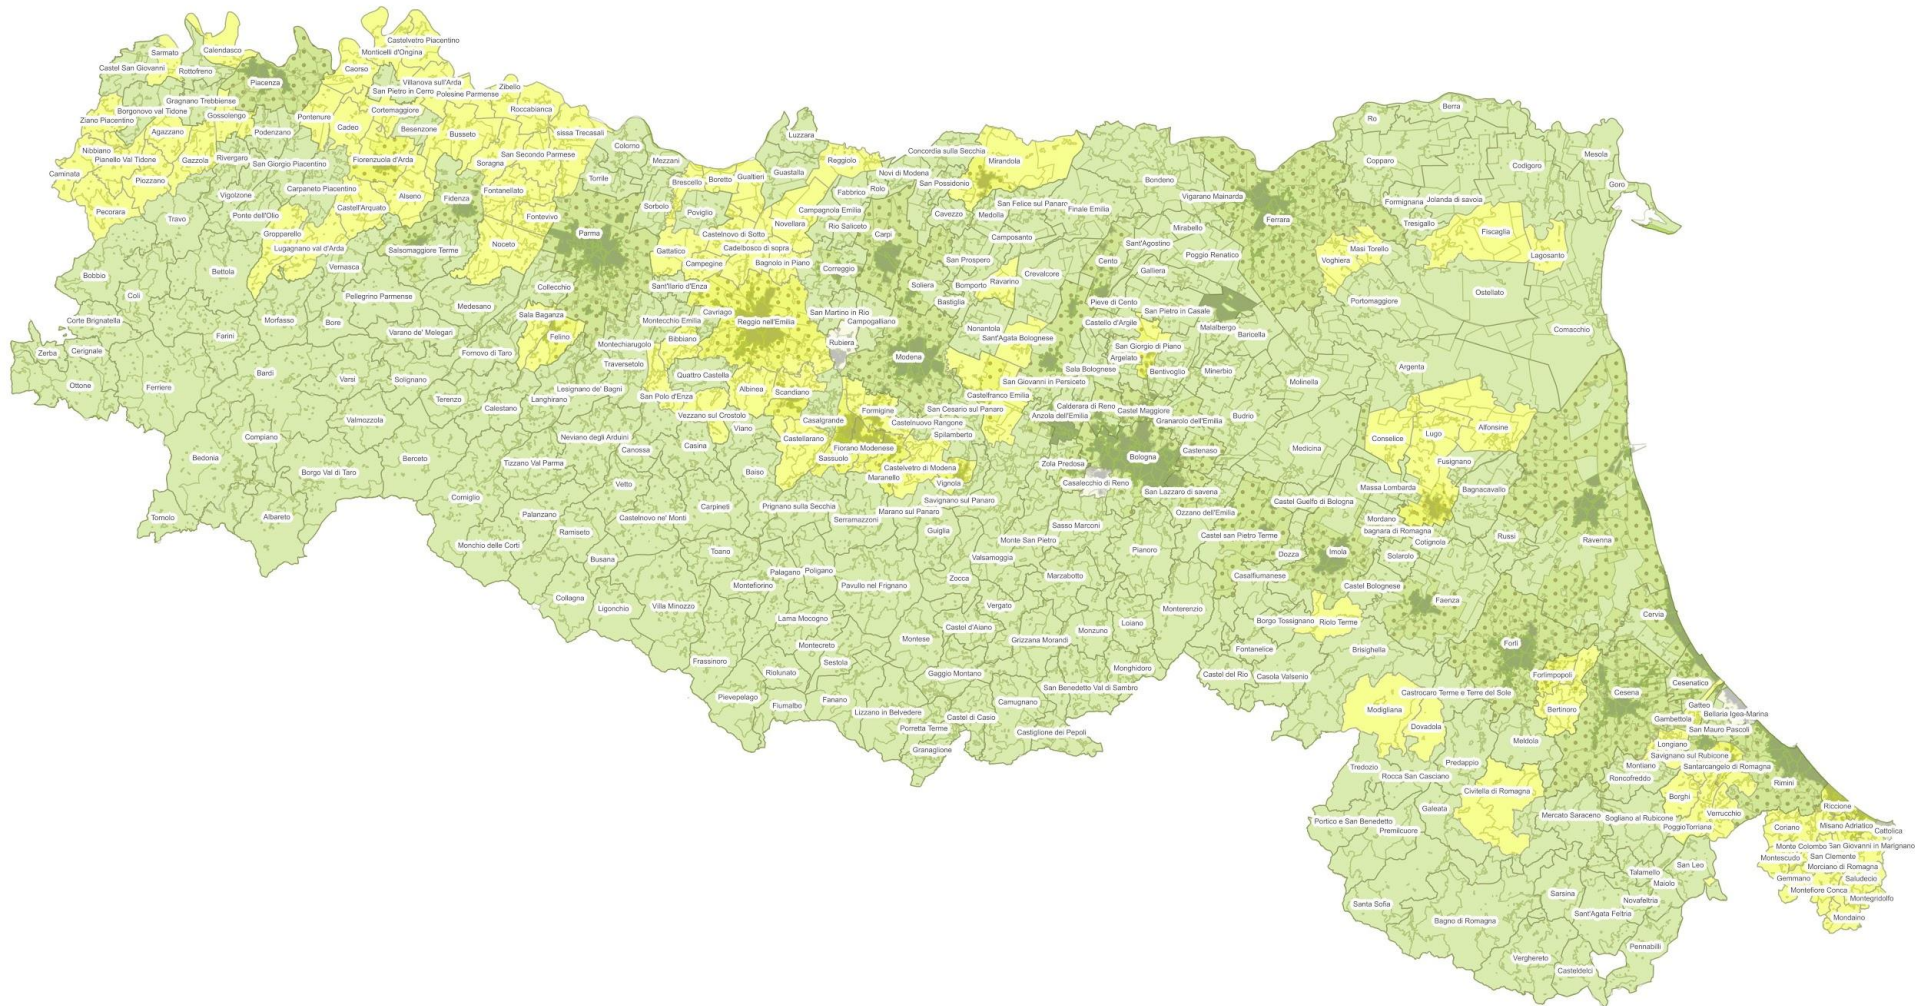 Castelvetro Piacentino
Monticelli d'Ongina
Sarmato
Calendasco
Castel San Giovanni
Rottofreno
Piacenza
Caorso
Villanova sull'Arda
San Pietro in Cerro
Polesine Parmense
Zibello
Gragnano Trebbiense
Borgonovo val Tidone
Gossolengo
Ziano Piacentino
Pontenure
Cortemaggiore
Roccabianca
Agazzano
Podenzano
Cadeo
Besenzone
Busseto
sissa Trecasali
Nibbiano
Pianello Val Tidone
Gazzola
Rivergaro
San Giorgio Piacentino
Fiorenzuola d'Arda
San Secondo Parmese
Soragna
Caminata
Piozzano
Vigolzone
Carpaneto Piacentino
Alseno
Fidenza
Fontanellato
Pecorara
Travo
Ponte dell'Olio
Castell'Arquato
Fontevivo
Gropparello
Lugagnano val d'Arda
Salsomaggiore Terme
Noceto
Parma
Vernasca
Bobbio
Bettola
Coli
Pellegrino Parmense
Medesano
Collecchio
Corte Brignatella
Farini
Morfasso
Bore
Varano de' Melegari
Sala Baganza
Felino
Zerba
Cerignale
Fornovo di Taro
Ottone
Ferriere
Bardi
Varsi
Solignano
Terenzo
Calestano
Langhirano
Lesignano de' Bagni
Compiano
Valmozzola
Bedonia
Borgo Val di Taro
Berceto
Tizzano Val Parma
Neviano degli Arduini
Tornolo
Albareto
Corniglio
Palanzano
Monchio delle Corti
Colorno
Mezzani
Torrile
Sorbolo
Luzzara
Guastalla
Reggiolo
Brescello
Boretto
Gualtieri
Poviglio
Novellara
Fabbrico
Rolo
Campagnola Emilia
Rio Saliceto
Castelnovo di Sotto
Cadelbosco di sopra
Gattatico
Campegine
Bagnolo in Piano
Correggio
Sant'Ilario d'Enza
Cavriago
Reggio nell'Emilia
San Martino in Rio
Campogalliano
Rubiera
Montecchio Emilia
Bibbiano
Montechiarugolo
Traversetolo
Quattro Castella
San Polo d'Enza
Albinea
Scandiano
Vezzano sul Crostolo
Viano
Casalgrande
Castellarano
Casina
Canossa
Baiso
Vetto
Castelnovo ne' Monti
Carpineti
Ramiseto
Busana
Toano
Collagna
Ligonchio
Villa Minozzo
Concordia sulla Secchia
Mirandola
Novi di Modena
San Possidonio
San Felice sul Panaro
Finale Emilia
Cavezzo
Medolla
Carpi
Camposanto
San Prospero
Soliera
Bomporto
Ravarino
Bastiglia
Nonantola
Modena
Castelfranco Emilia
San Cesario sul Panaro
Formigine
Castelnuovo Rangone
Spilamberto
Fiorano Modenese
Sassuolo
Castelvetro di Modena
Maranello
Vignola
Savignano sul Panaro
Marano sul Panaro
Prignano sulla Secchia
Serramazzoni
Guiglia
Palagano
Poligano
Montefiorino
Pavullo nel Frignano
Zocca
Lama Mocogno
Montecreto
Montese
Frassinoro
Riolunato
Sestola
Pievepelago
Fiumalbo
Fanano
Bondeno
Vigarano Mainarda
Ferrara
Mirabello
Sant'Agostino
Cento
Poggio Renatico
Crevalcore
Galliera
Pieve di Cento
San Pietro in Casale
Castello d'Argile
Malalbergo
Baricella
Sant'Agata Bolognese
San Giorgio di Piano
Argelato
Sala Bolognese
Bentivoglio
Minerbio
San Giovanni in Persiceto
Molinella
Calderara di Reno
Castel Maggiore
Anzola dell'Emilia
Granarolo dell'Emilia
Budrio
Bologna
Castenaso
Medicina
Zola Predosa
Casalecchio di Reno
San Lazzaro di savena
Castel Guelfo di Bologna
Ozzano dell'Emilia
Sasso Marconi
Monte San Pietro
Pianoro
Castel san Pietro Terme
Dozza
Imola
Mordano
Valsamoggia
Marzabotto
Casalfiumanese
Vergato
Monterenzio
Borgo Tossignano
Castel d'Aiano
Monzuno
Loiano
Grizzana Morandi
Fontanelice
Gaggio Montano
Monghidoro
Castel del Rio
San Benedetto Val di Sambro
Lizzano in Belvedere
Castel di Casio
Camugnano
Porretta Terme
Castiglione dei Pepoli
Granaglione
Berra
Ro
Copparo
Codigoro
Mesola
Goro
Formignana
Jolanda di savoia
Tresigallo
Fiscaglia
Masi Torello
Voghiera
Lagosanto
Portomaggiore
Ostellato
Comacchio
Argenta
Conselice
Lugo
Alfonsine
Fusignano
Massa Lombarda
Bagnacavallo
bagnara di Romagna
Cotignola
Russi
Ravenna
Solarolo
Castel Bolognese
Faenza
Riolo Terme
Cervia
Brisighella
Casola Valsenio
Forlì
Forlimpopoli
Cesena
Cesenatico
Castrocaro Terme e Terre del Sole
Modigliana
Bertinoro
Gatteo
Bellaria Igea-Marina
Gambettola
San Mauro Pascoli
Dovadola
Meldola
Longiano
Savignano sul Rubicone
Montiano
Santarcangelo di Romagna
Tredozio
Predappio
Rocca San Casciano
Roncofreddo
Rimini
Civitella di Romagna
Borghi
Galeata
Riccione
Portico e San Benedetto
Mercato Saraceno
Sogliano al Rubicone
Verrucchio
PoggioTorriana
Premilcuore
Coriano
Misano Adriatico
Cattolica
Monte Colombo
San Giovanni in Marignano
Montescudo
San Clemente
Morciano di Romagna
San Leo
Talamello
Maiolo
Gemmano
Saludecio
Montefiore Conca
Montegridolfo
Mondaino
Santa Sofia
Sarsina
Novafeltria
Bagno di Romagna
Sant'Agata Feltria
Pennabilli
Verghereto
Casteldelci